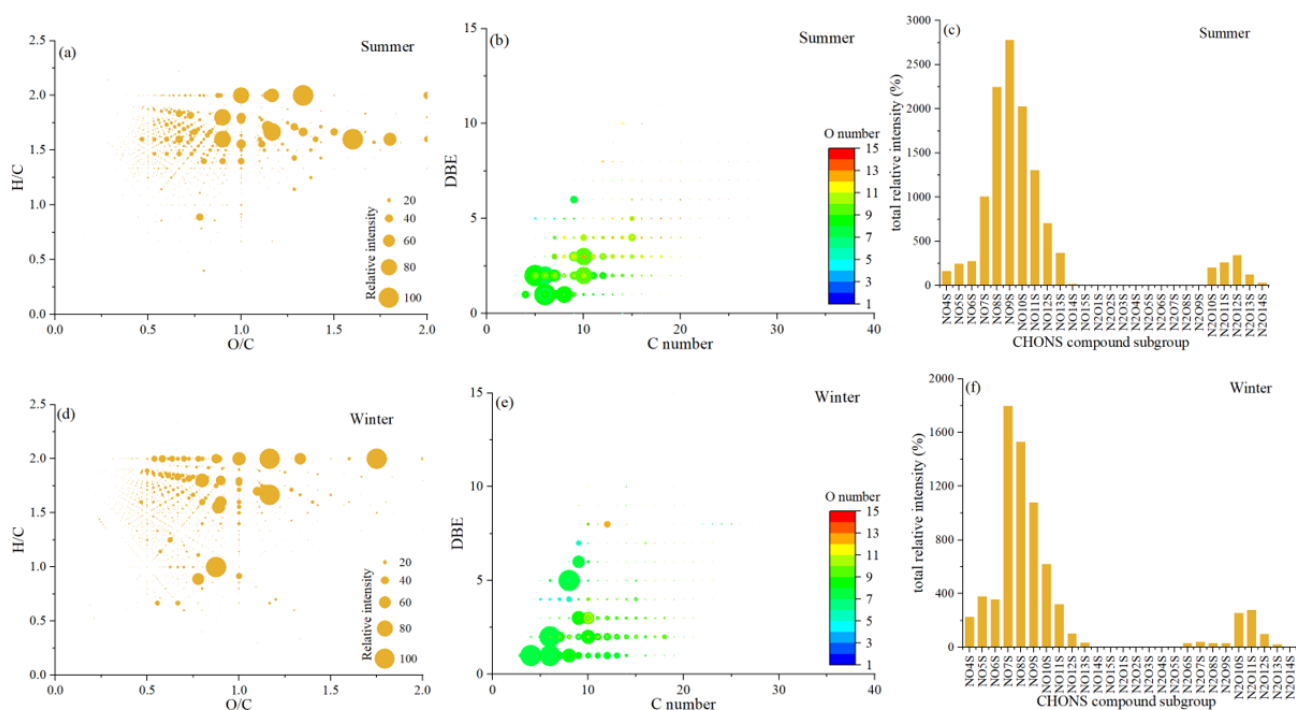 (a)
Summer
2.5
2.0
1.5
1.0
0.5
0.0
H/C
0.0
0.5
1.0
1.5
2.0
O/C
Relative intensity
20
40
60
80
100
(b)
Summer
15
10
5
0
DBE
0
10
20
30
40
C number
O number
15
13
11
9
7
5
3
1
(c)
Summer
3000
2500
2000
1500
1000
500
0
total relative intensity (%)
NO4S
NO5S
NO6S
NO7S
NO8S
NO9S
NO10S
NO11S
NO12S
NO13S
NO14S
NO15S
N2O1S
N2O2S
N2O3S
N2O4S
N2O5S
N2O6S
N2O7S
N2O8S
N2O9S
N2O10S
N2O11S
N2O12S
N2O13S
N2O14S
CHONS compound subgroup
(d)
Winter
2.5
2.0
1.5
1.0
0.5
0.0
H/C
0.0
0.5
1.0
1.5
2.0
O/C
Relative intensity
20
40
60
80
100
(e)
Winter
15
10
5
0
DBE
0
10
20
30
40
C number
O number
15
13
11
9
7
5
3
1
(f)
Winter
2000
1600
1200
800
400
0
total relative intensity (%)
NO4S
NO5S
NO6S
NO7S
NO8S
NO9S
NO10S
NO11S
NO12S
NO13S
NO14S
NO15S
N2O1S
N2O2S
N2O3S
N2O4S
N2O5S
N2O6S
N2O7S
N2O8S
N2O9S
N2O10S
N2O11S
N2O12S
N2O13S
N2O14S
CHONS compound subgroup